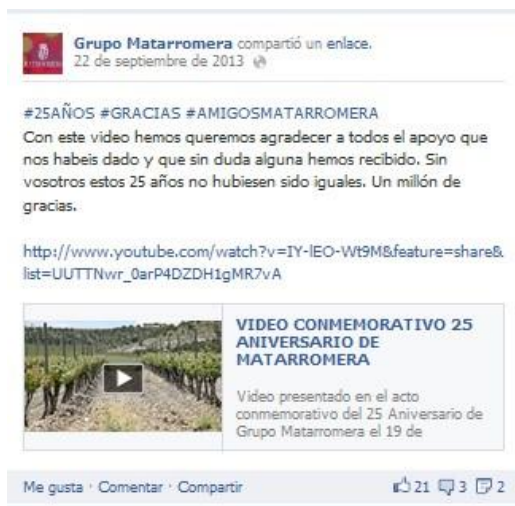 Grupo Matarromera compartió un enlace.
22 de septiembre de 2013
#25AÑOS #GRACIAS #AMIGOSMATARROMERA
Con este video hemos queremos agradecer a todos el apoyo que
nos habeis dado y que sin duda alguna hemos recibido. Sin
vosotros estos 25 años no hubiesen sido iguales. Un millón de
gracias.
http://www.youtube.com/watch?v=IY-lEO-Wt9M&feature=share&
list=UUTTNwr_0arP4DZDH1gMR7vA
VIDEO CONMEMORATIVO 25
ANIVERSARIO DE
MATARROMERA
Video presentado en el acto
conmemorativo del 25 Aniversario de
Grupo Matarromera el 19 de
Me gusta · Comentar · Compartir 21 3 2